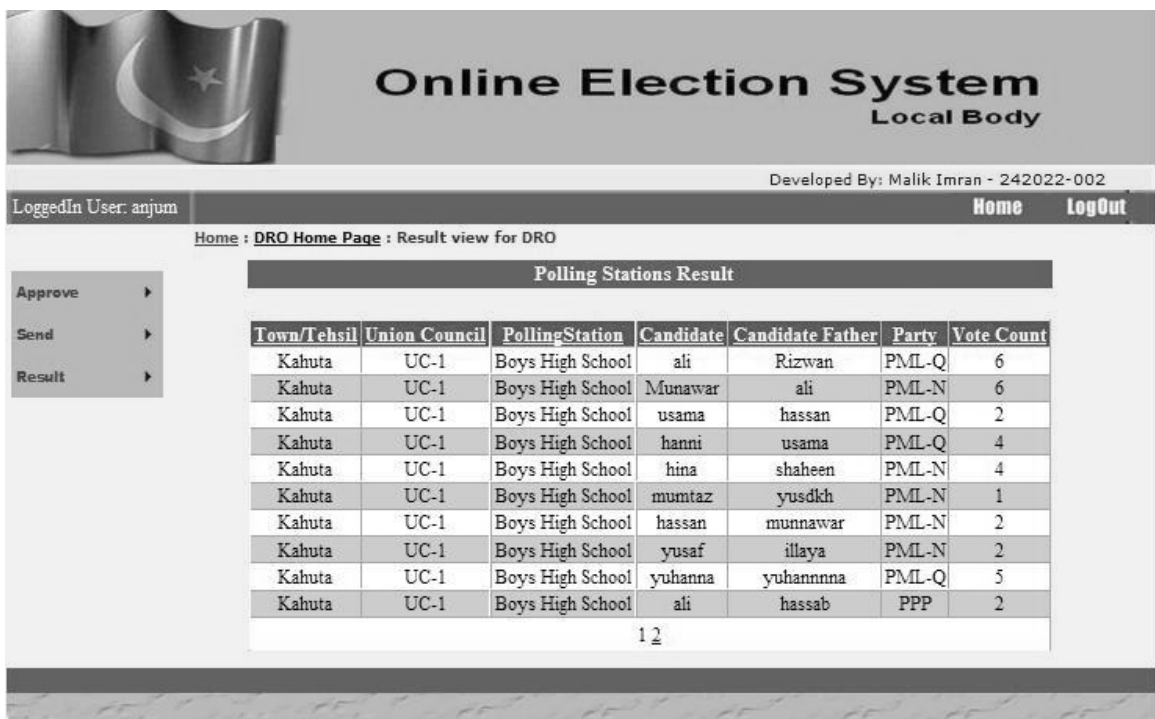 Online Election System
Local Body
Developed By: Malik Imran - 242022-002
LoggedIn User: anjum Home LogOut
Home : DRO Home Page : Result view for DRO
Polling Stations Result
Approve
Send
Result
Town/Tehsil Union Council PollingStation Candidate Candidate Father Party Vote Count
Kahuta UC-1 Boys High School ali Rizwan PML-Q 6
Kahuta UC-1 Boys High School Munawar ali PML-N 6
Kahuta UC-1 Boys High School usama hassan PML-Q 2
Kahuta UC-1 Boys High School hanni usama PML-Q 4
Kahuta UC-1 Boys High School hina shaheen PML-N 4
Kahuta UC-1 Boys High School mumtaz yusdkh PML-N 1
Kahuta UC-1 Boys High School hassan munnawar PML-N 2
Kahuta UC-1 Boys High School yusaf illaya PML-N 2
Kahuta UC-1 Boys High School yuhanna yuhannnna PML-Q 5
Kahuta UC-1 Boys High School ali hassab PPP 2
1 2